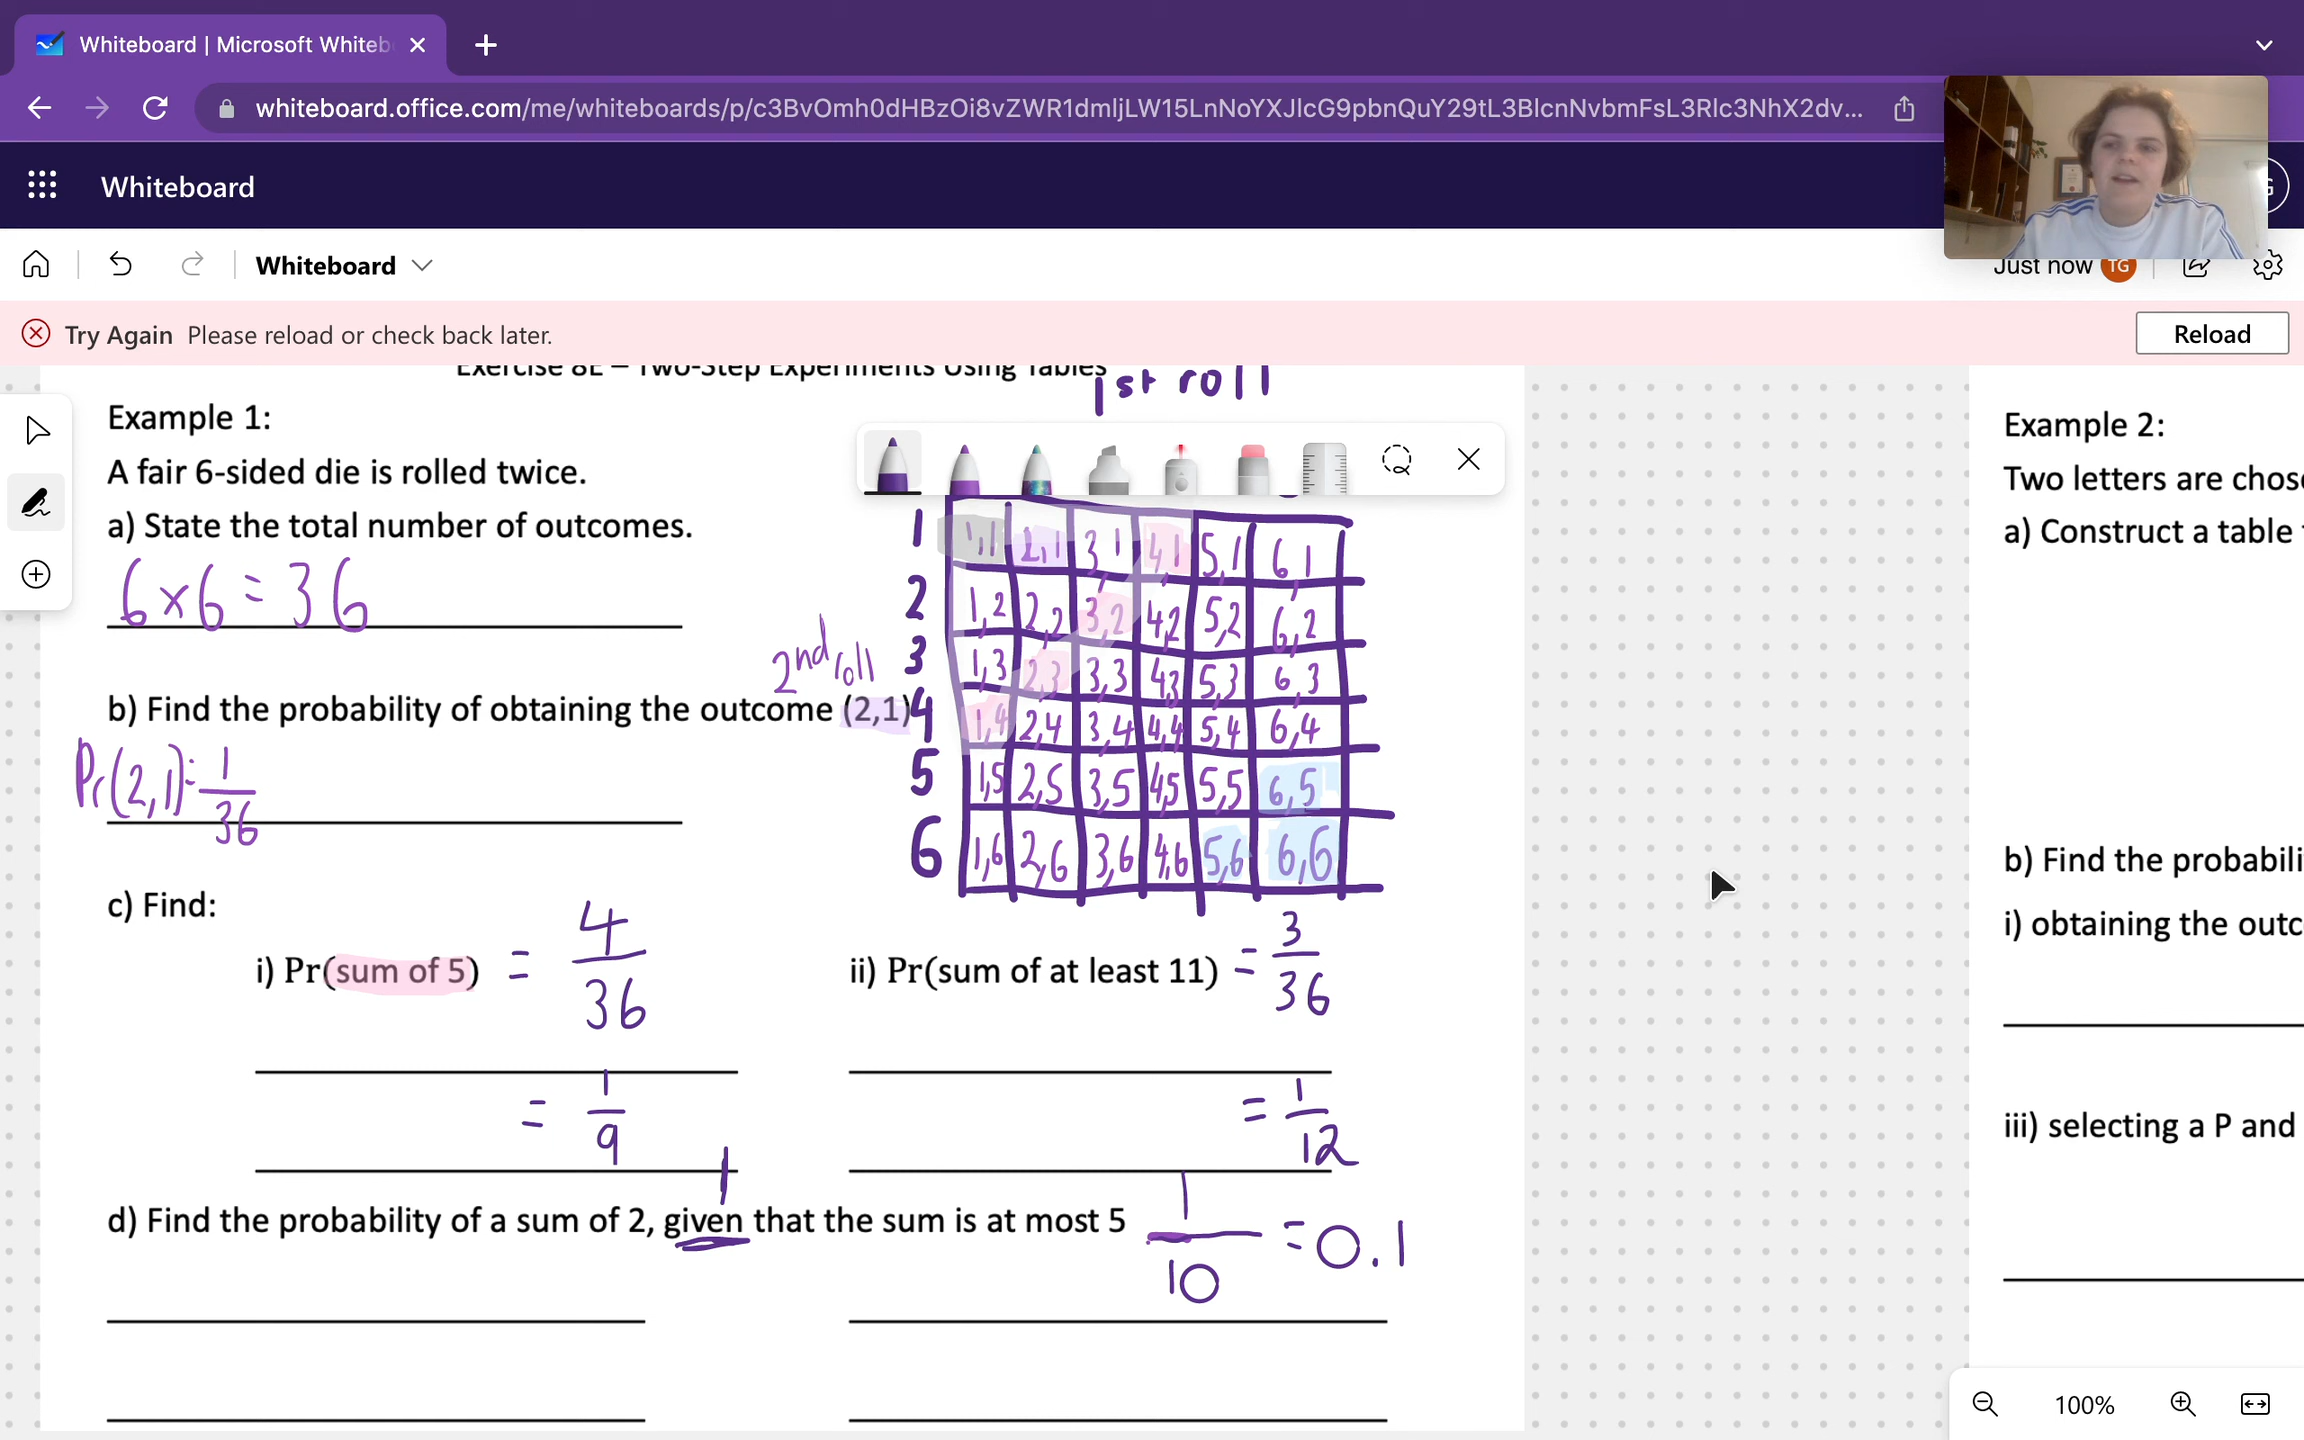 Whiteboard | Microsoft Whiteb
whiteboard.office.com/me/whiteboards/p/c3BvOmh0dHBzOi8vZWR1dmljLW15LnNoYXJlcG9pbnQuY29tL3BlcnNvbmFsL3Rlc3NhX2dv...
Whiteboard
Whiteboard
Just now TG
Try Again Please reload or check back later.
Reload
Exercise 8E – Two-Step Experiments Using Tables
1st roll
Example 1:
A fair 6-sided die is rolled twice.
a) State the total number of outcomes.
6 × 6 = 36
b) Find the probability of obtaining the outcome (2,1)
Pr(2,1) = 1/36
2nd roll
1 1,1 2,1 3,1 4,1 5,1 6,1
2 1,2 2,2 3,2 4,2 5,2 6,2
3 1,3 2,3 3,3 4,3 5,3 6,3
4 1,4 2,4 3,4 4,4 5,4 6,4
5 1,5 2,5 3,5 4,5 5,5 6,5
6 1,6 2,6 3,6 4,6 5,6 6,6
c) Find:
i) Pr(sum of 5) = 4/36
= 1/9
ii) Pr(sum of at least 11) = 3/36
= 1/12
1
d) Find the probability of a sum of 2, given that the sum is at most 5
1/10 = 0.1
Example 2:
Two letters are chos
a) Construct a table
b) Find the probabili
i) obtaining the outc
iii) selecting a P and
100%